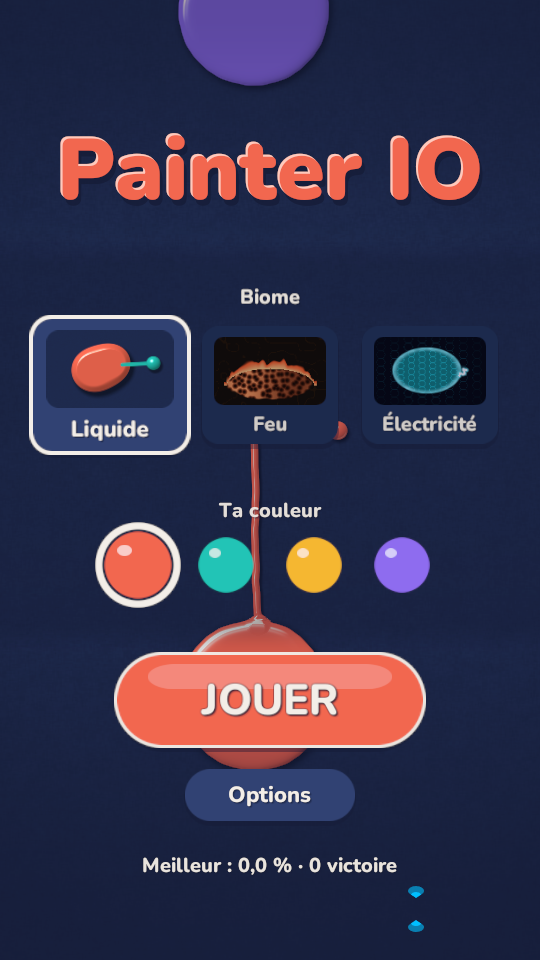 Painter IO
Biome
Liquide
Feu
Électricité
Ta couleur
JOUER
Options
Meilleur : 0,0 % · 0 victoire